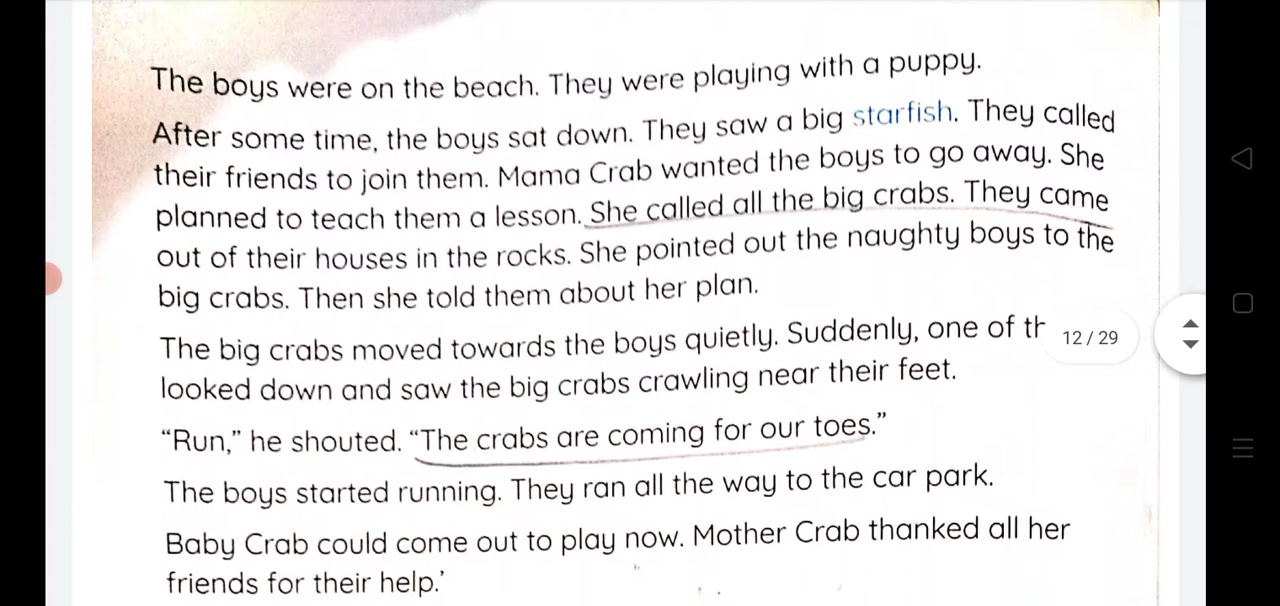 The boys were on the beach. They were playing with a puppy.
After some time, the boys sat down. They saw a big starfish. They called
their friends to join them. Mama Crab wanted the boys to go away. She
planned to teach them a lesson. She called all the big crabs. They came
out of their houses in the rocks. She pointed out the naughty boys to the
big crabs. Then she told them about her plan.
The big crabs moved towards the boys quietly. Suddenly, one of
12 / 29
looked down and saw the big crabs crawling near their feet.
“Run,” he shouted. “The crabs are coming for our toes.”
The boys started running. They ran all the way to the car park.
Baby Crab could come out to play now. Mother Crab thanked all her
friends for their help.’